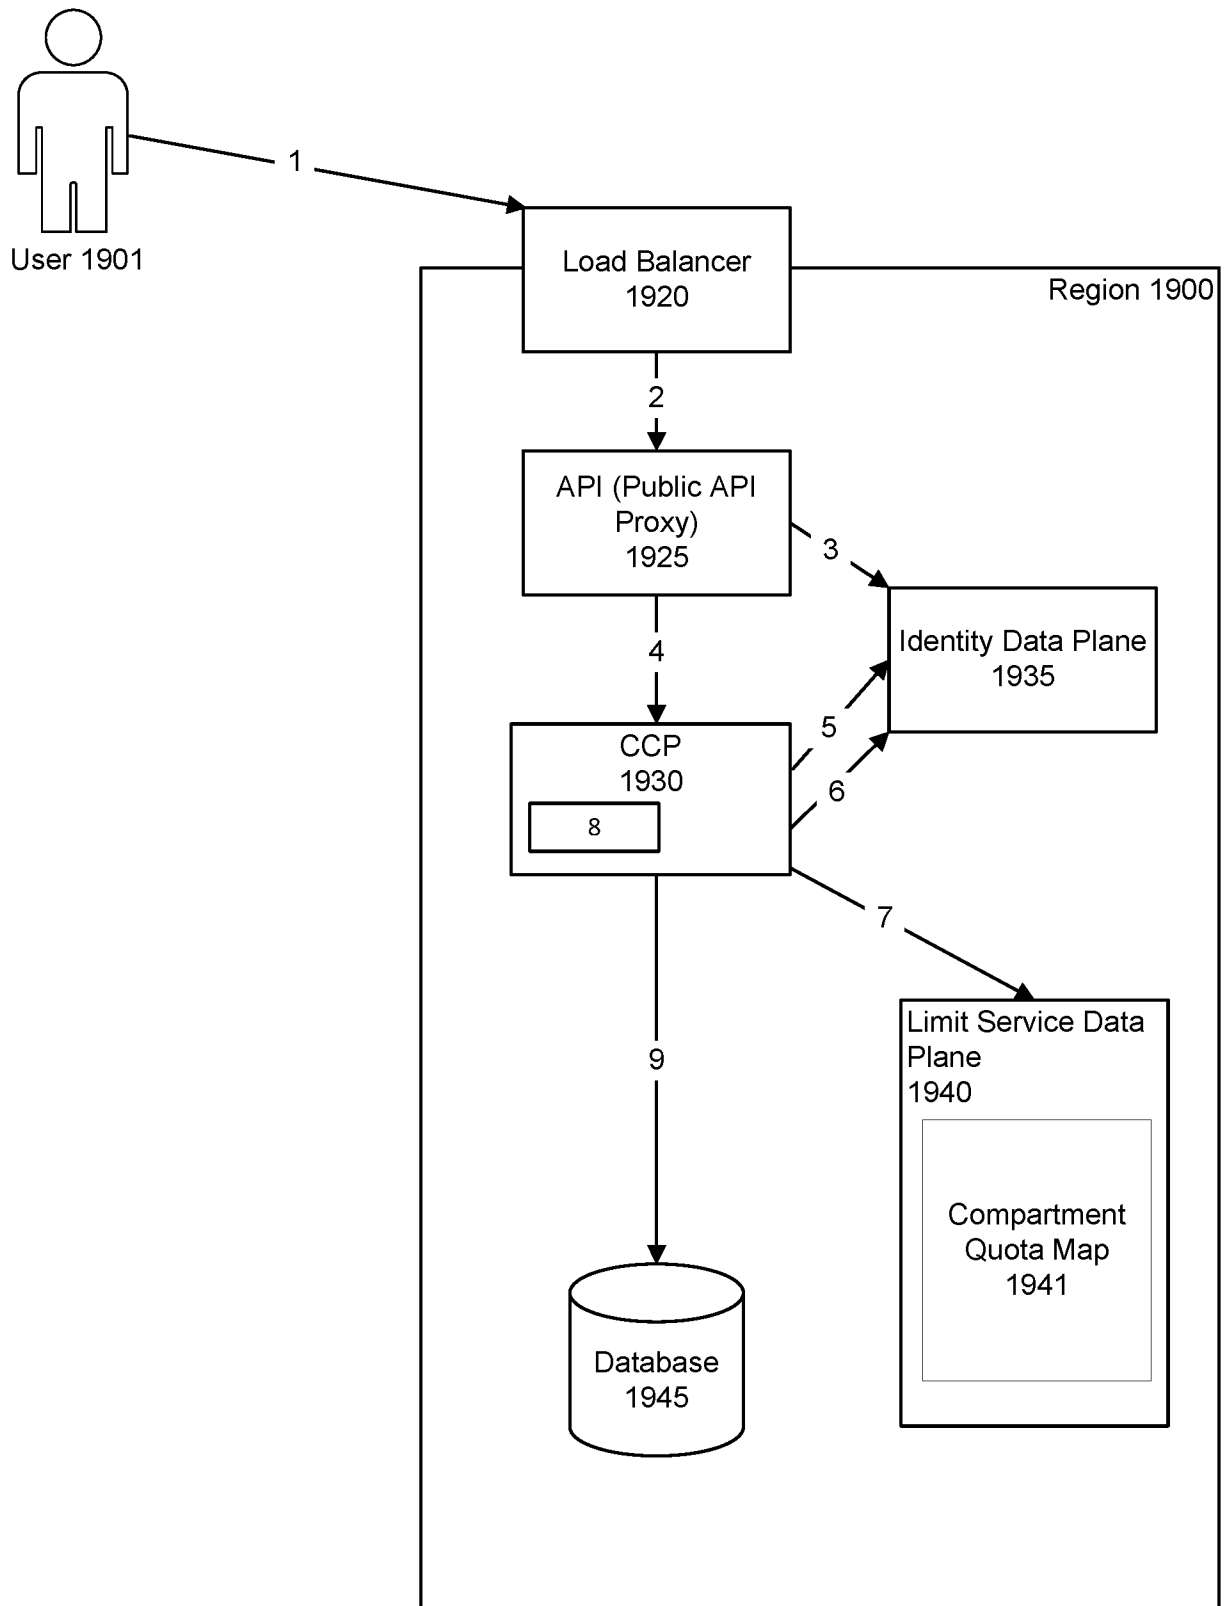 1
User 1901
Load Balancer
1920
Region 1900
2
API (Public API
Proxy)
1925
3
4
Identity Data Plane
1935
5
CCP
1930
6
8
7
Limit Service Data
Plane
1940
9
Compartment
Quota Map
1941
Database
1945